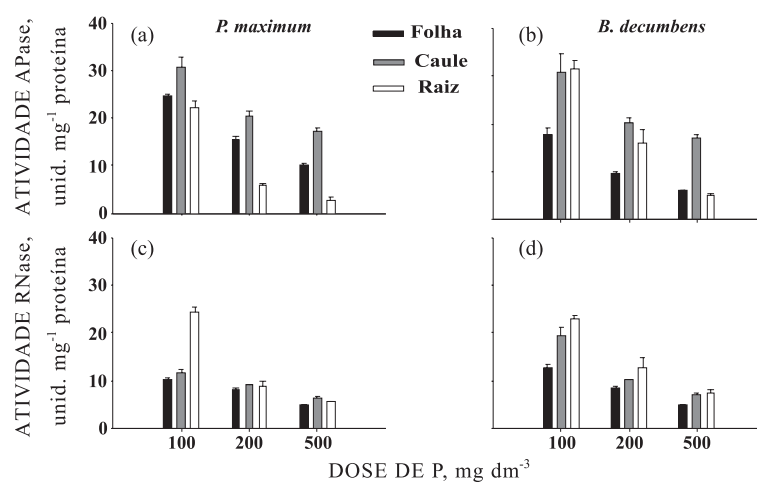 P. maximum
B. decumbens
(a)
(b)
Folha
Caule
Raiz
ATIVIDADE APase,
unid. mg-1 proteína
40
30
20
10
0
(c)
(d)
ATIVIDADE RNase,
unid. mg-1 proteína
40
30
20
10
0
100 200 500
100 200 500
DOSE DE P, mg dm-3